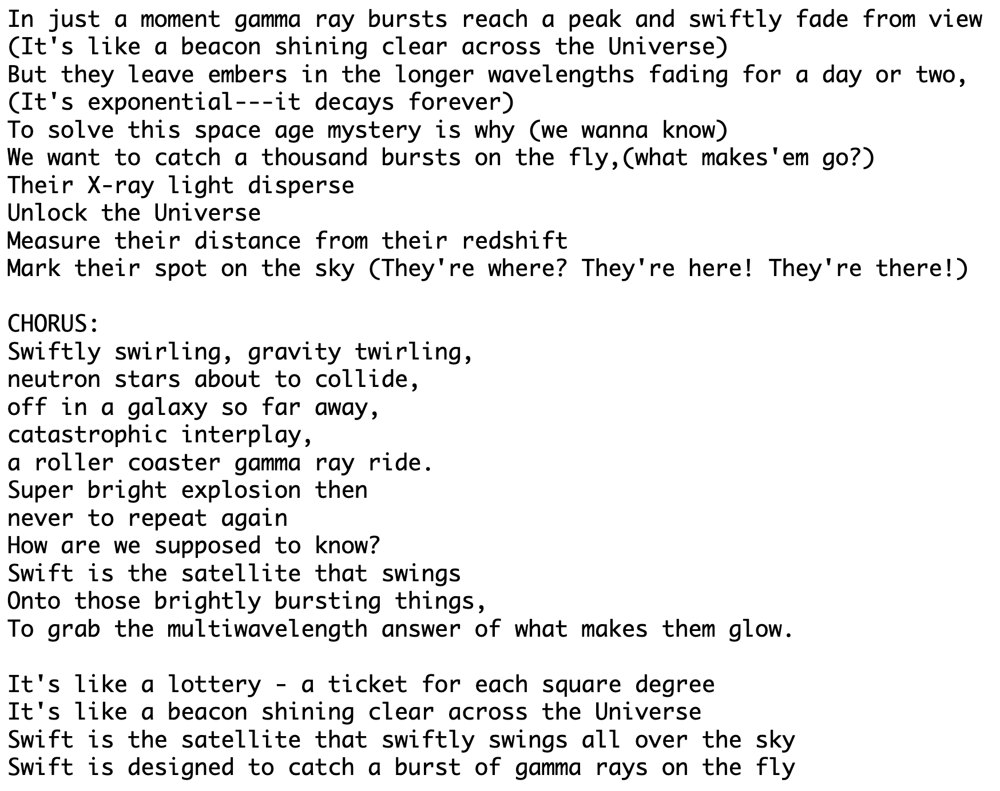 In just a moment gamma ray bursts reach a peak and swiftly fade from view
(It's like a beacon shining clear across the Universe)
But they leave embers in the longer wavelengths fading for a day or two,
(It's exponential---it decays forever)
To solve this space age mystery is why (we wanna know)
We want to catch a thousand bursts on the fly,(what makes'em go?)
Their X-ray light disperse
Unlock the Universe
Measure their distance from their redshift
Mark their spot on the sky (They're where? They're here! They're there!)

CHORUS:
Swiftly swirling, gravity twirling,
neutron stars about to collide,
off in a galaxy so far away,
catastrophic interplay,
a roller coaster gamma ray ride.
Super bright explosion then
never to repeat again
How are we supposed to know?
Swift is the satellite that swings
Onto those brightly bursting things,
To grab the multiwavelength answer of what makes them glow.

It's like a lottery - a ticket for each square degree
It's like a beacon shining clear across the Universe
Swift is the satellite that swiftly swings all over the sky
Swift is designed to catch a burst of gamma rays on the fly